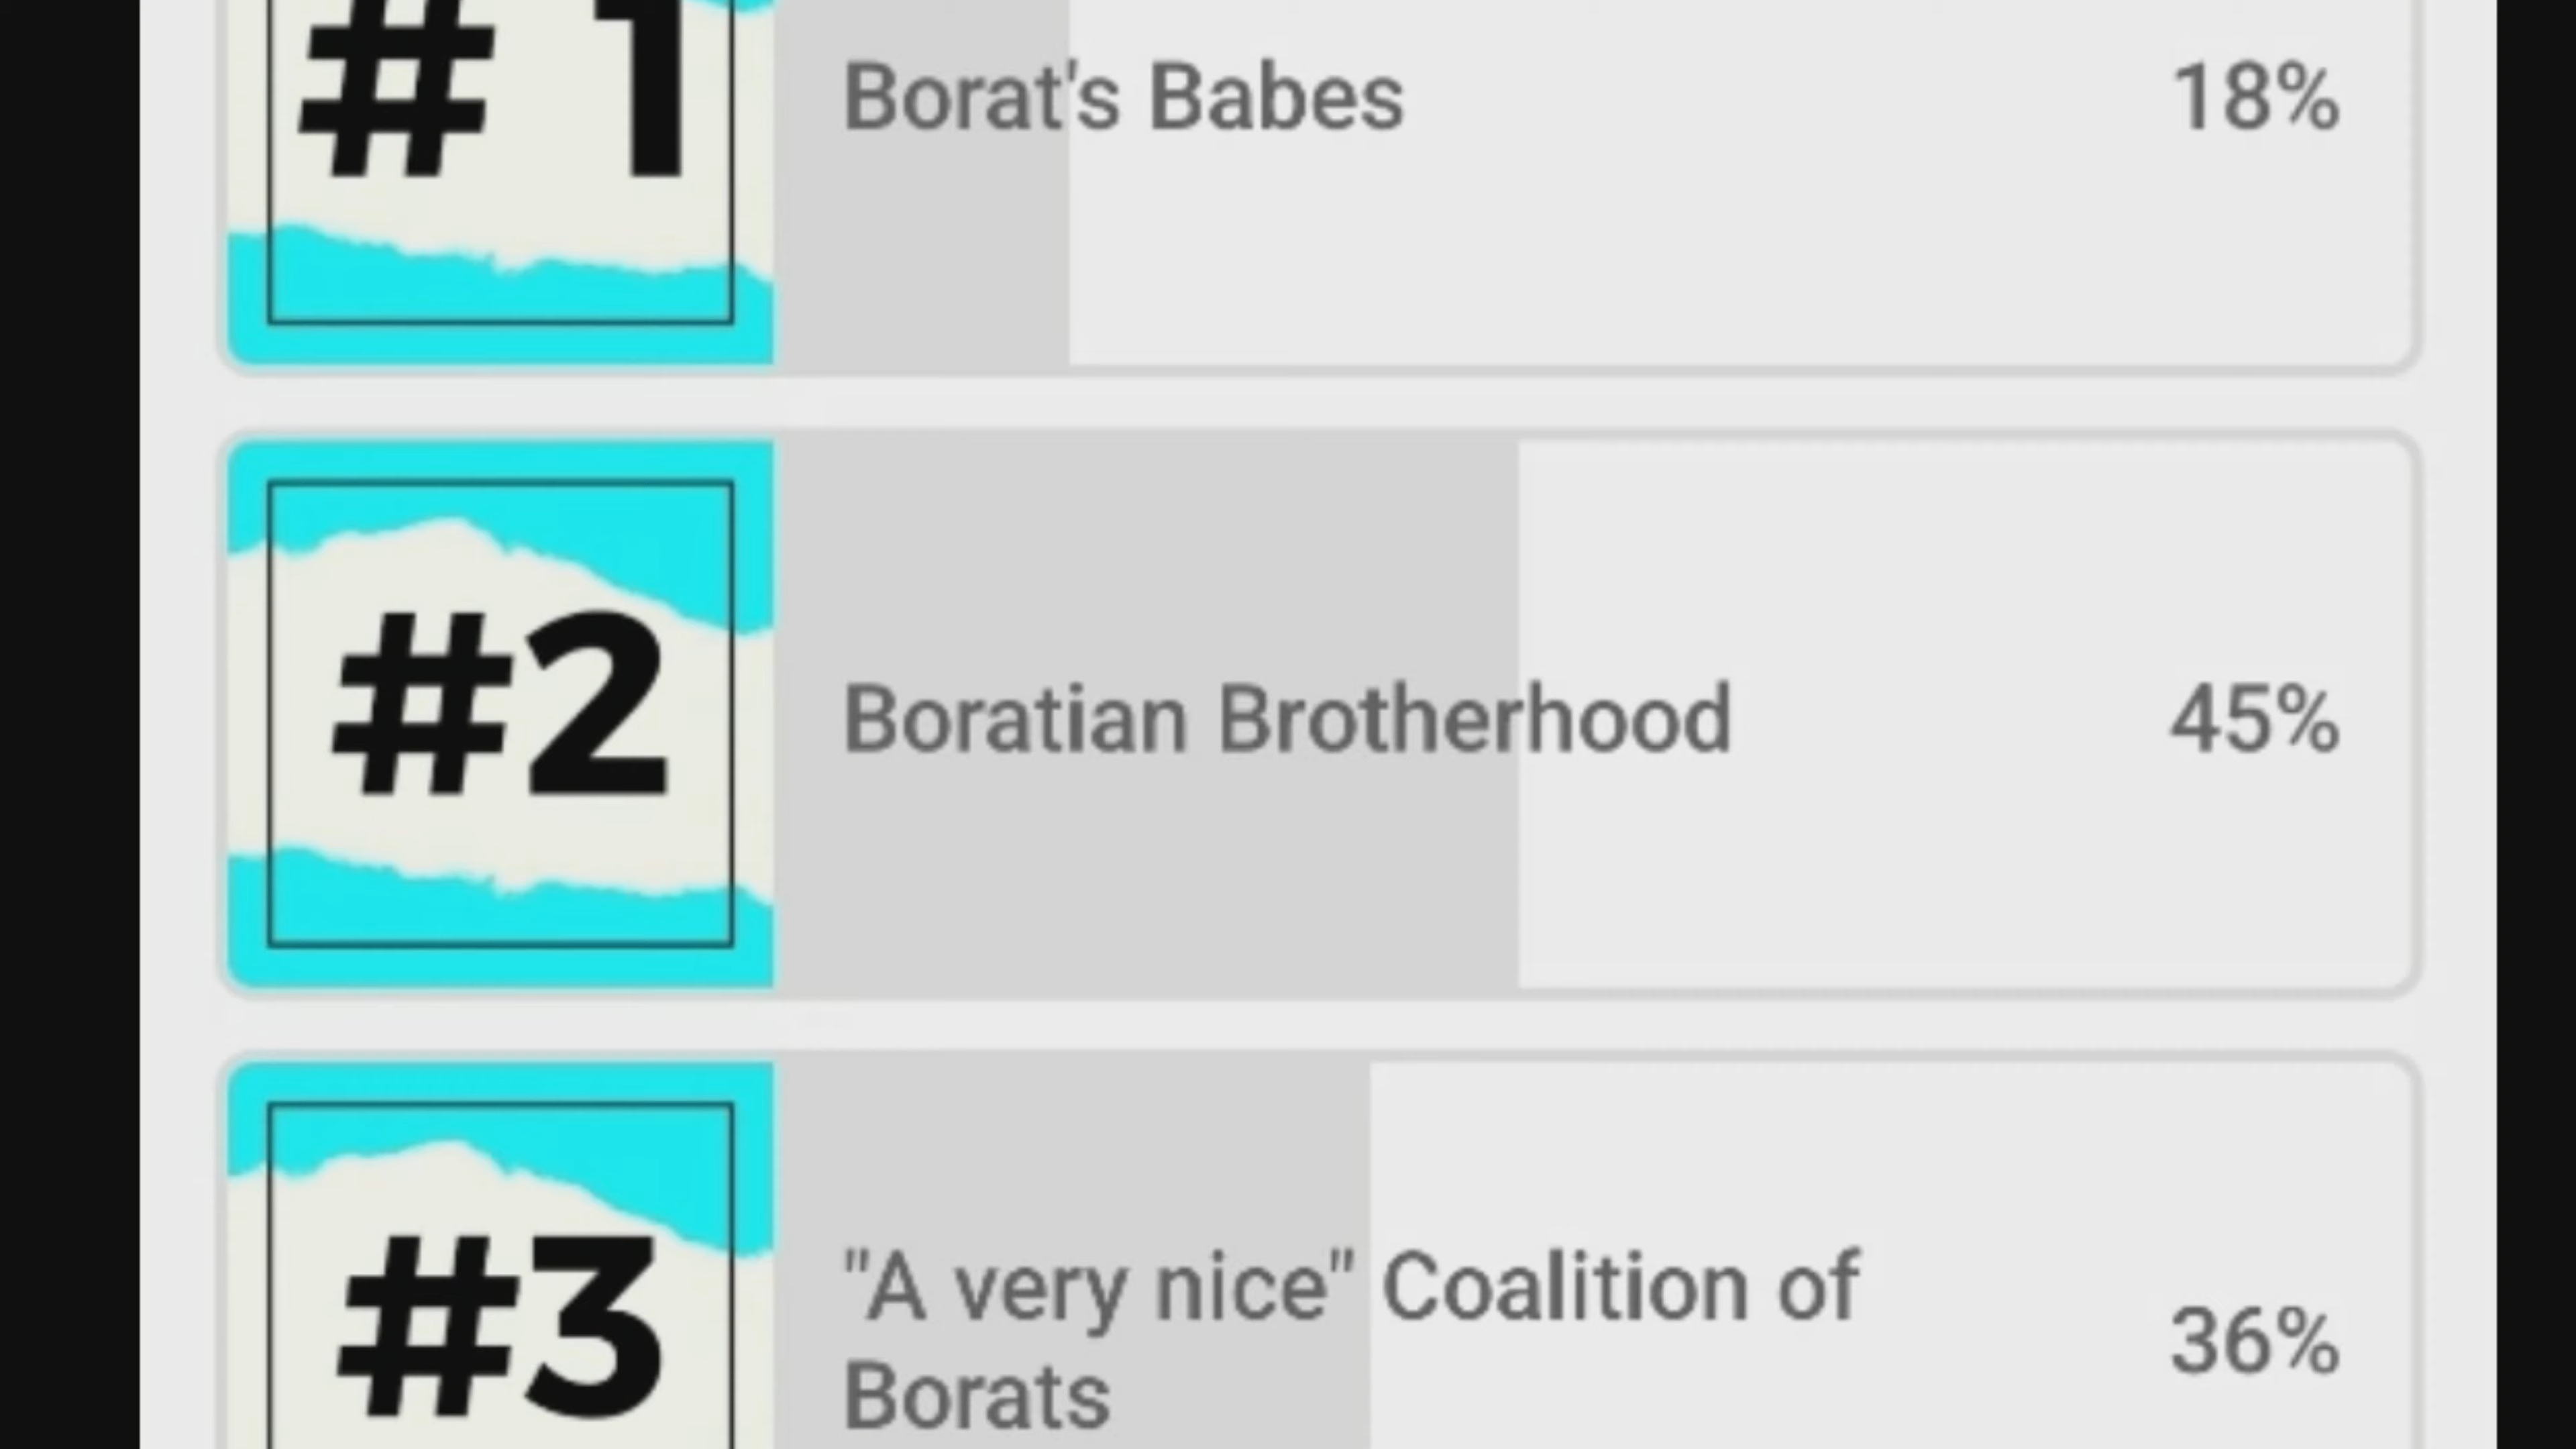 # 1
Borat's Babes
18%
#2
Boratian Brotherhood
45%
#3
"A very nice" Coalition of
Borats
36%